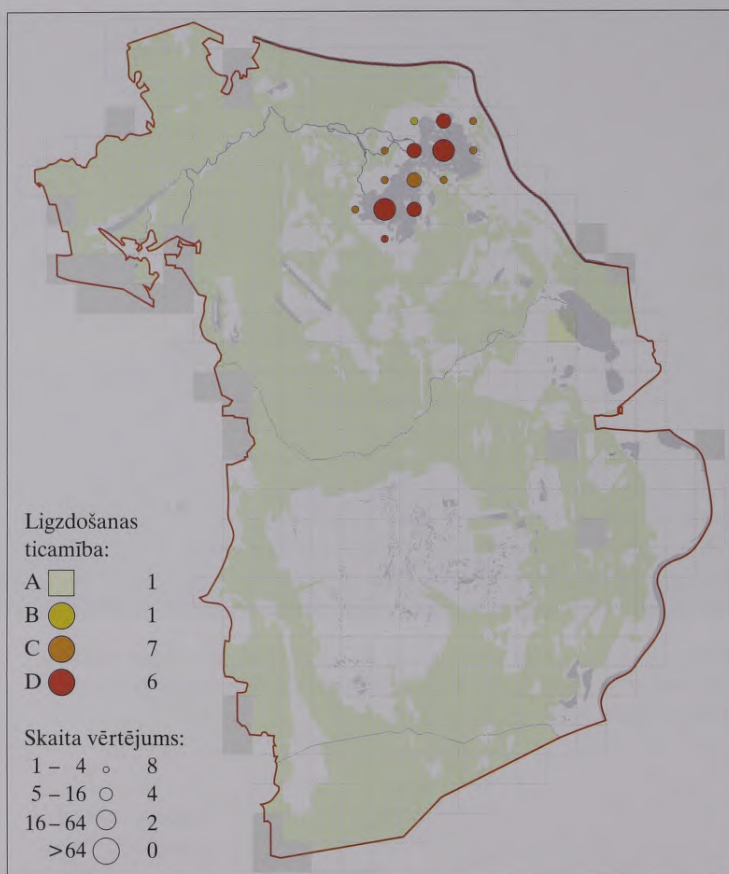 Ligzdošanas
ticamība:
A 1
B 1
C 7
D 6
Skaita vērtējums:
1 – 4 8
5 – 16 4
16 – 64 2
>64 0